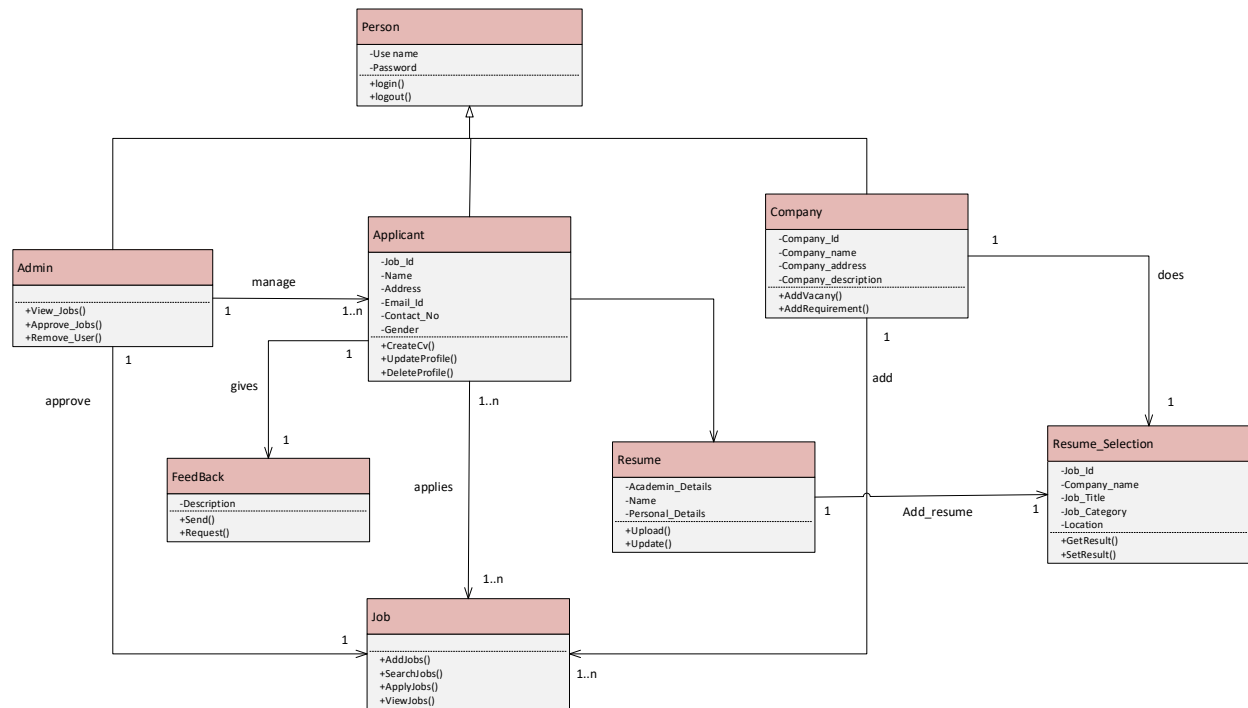 Person
-Use name
-Password
+login()
+logout()
Company
-Company_Id
-Company_name
-Company_address
-Company_description
+AddVacany()
+AddRequirement()
1
does
1
1
add
Applicant
-Job_Id
-Name
-Address
-Email_Id
-Contact_No
-Gender
+CreateCv()
+UpdateProfile()
+DeleteProfile()
Admin
+View_Jobs()
+Approve_Jobs()
+Remove_User()
manage
1
1..n
1
approve
1
gives
1
1..n
applies
1..n
FeedBack
-Description
+Send()
+Request()
Resume
-Academin_Details
-Name
-Personal_Details
+Upload()
+Update()
1
Add_resume
1
Resume_Selection
-Job_Id
-Company_name
-Job_Title
-Job_Category
-Location
+GetResult()
+SetResult()
Job
+AddJobs()
+SearchJobs()
+ApplyJobs()
+ViewJobs()
1
1..n